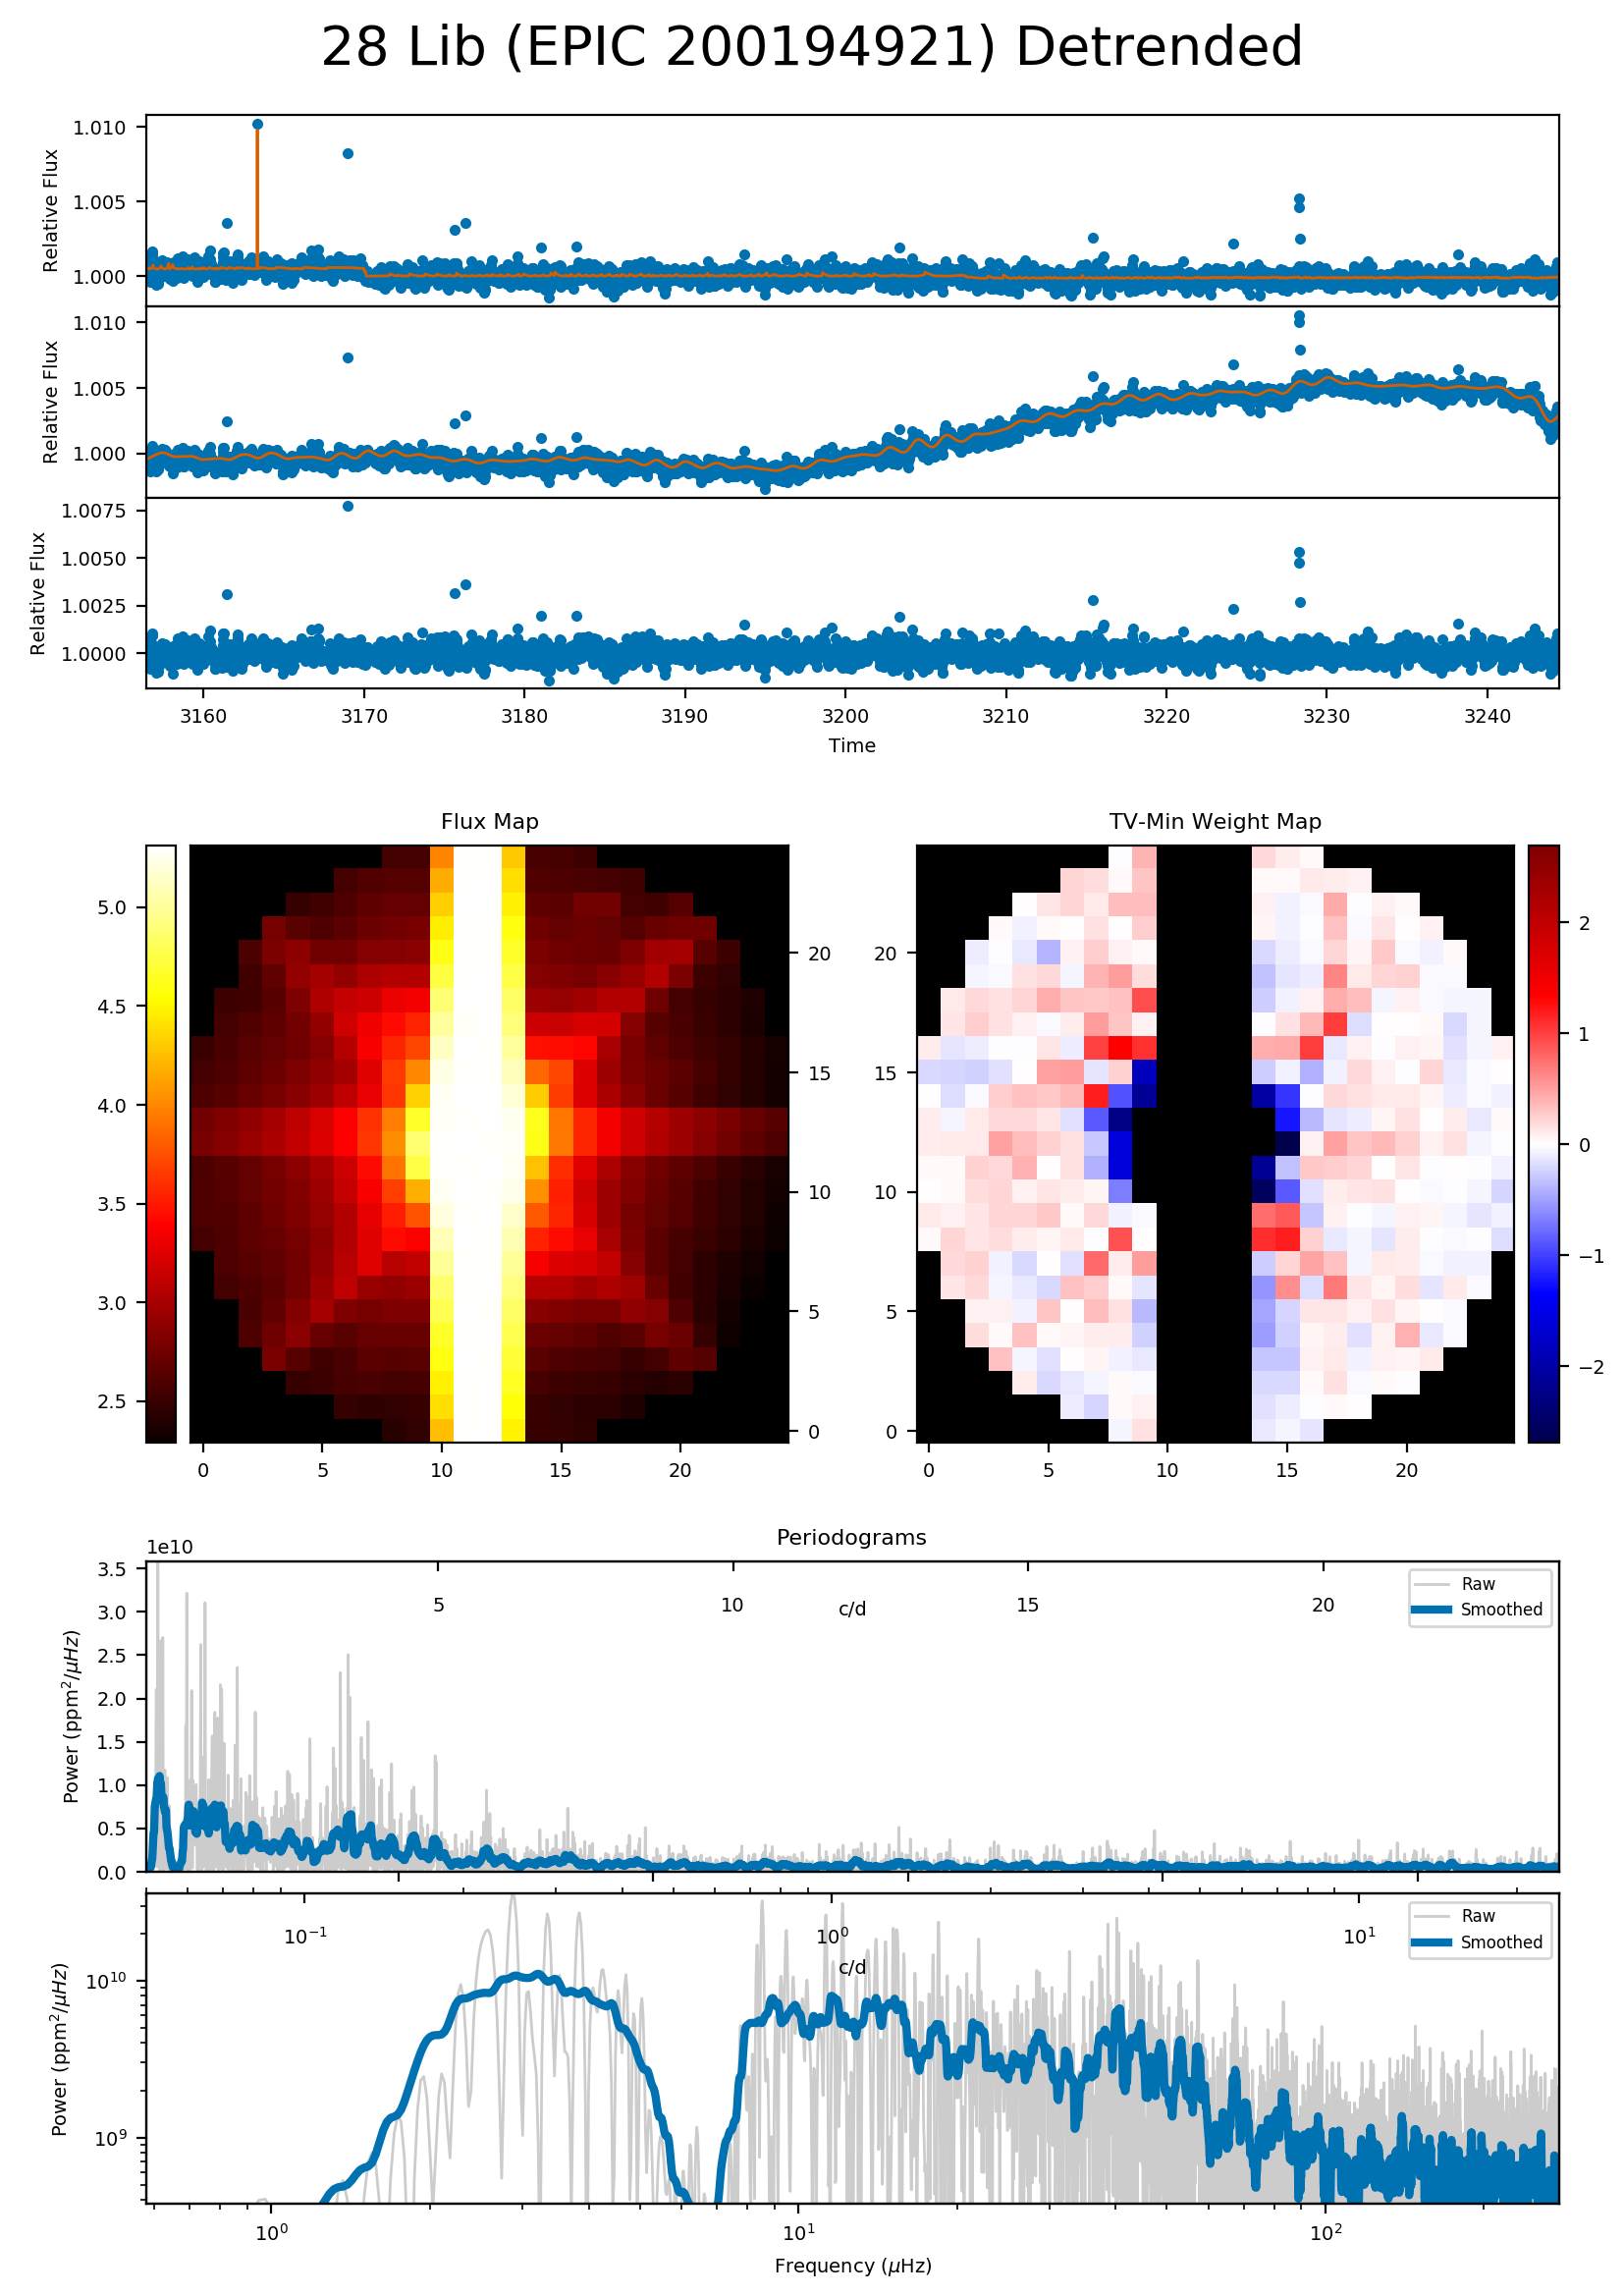 28 Lib (EPIC 200194921) Detrended
1.010
1.005
1.000
Relative Flux
1.010
1.005
1.000
Relative Flux
1.0075
1.0050
1.0025
1.0000
Relative Flux
3160 3170 3180 3190 3200 3210 3220 3230 3240
Time
Flux Map
5.0
4.5
4.0
3.5
3.0
2.5
20
15
10
5
0
0 5 10 15 20
TV-Min Weight Map
20
15
10
5
0
0 5 10 15 20
2
1
0
−1
−2
Periodograms
1e10
3.5
3.0
2.5
2.0
1.5
1.0
0.5
0.0
Power (ppm²/μHz)
5 10 15 20
c/d
Raw
Smoothed
10¹⁰
10⁹
Power (ppm²/μHz)
10⁻¹ 10⁰ 10¹
c/d
Raw
Smoothed
10⁰ 10¹ 10²
Frequency (μHz)